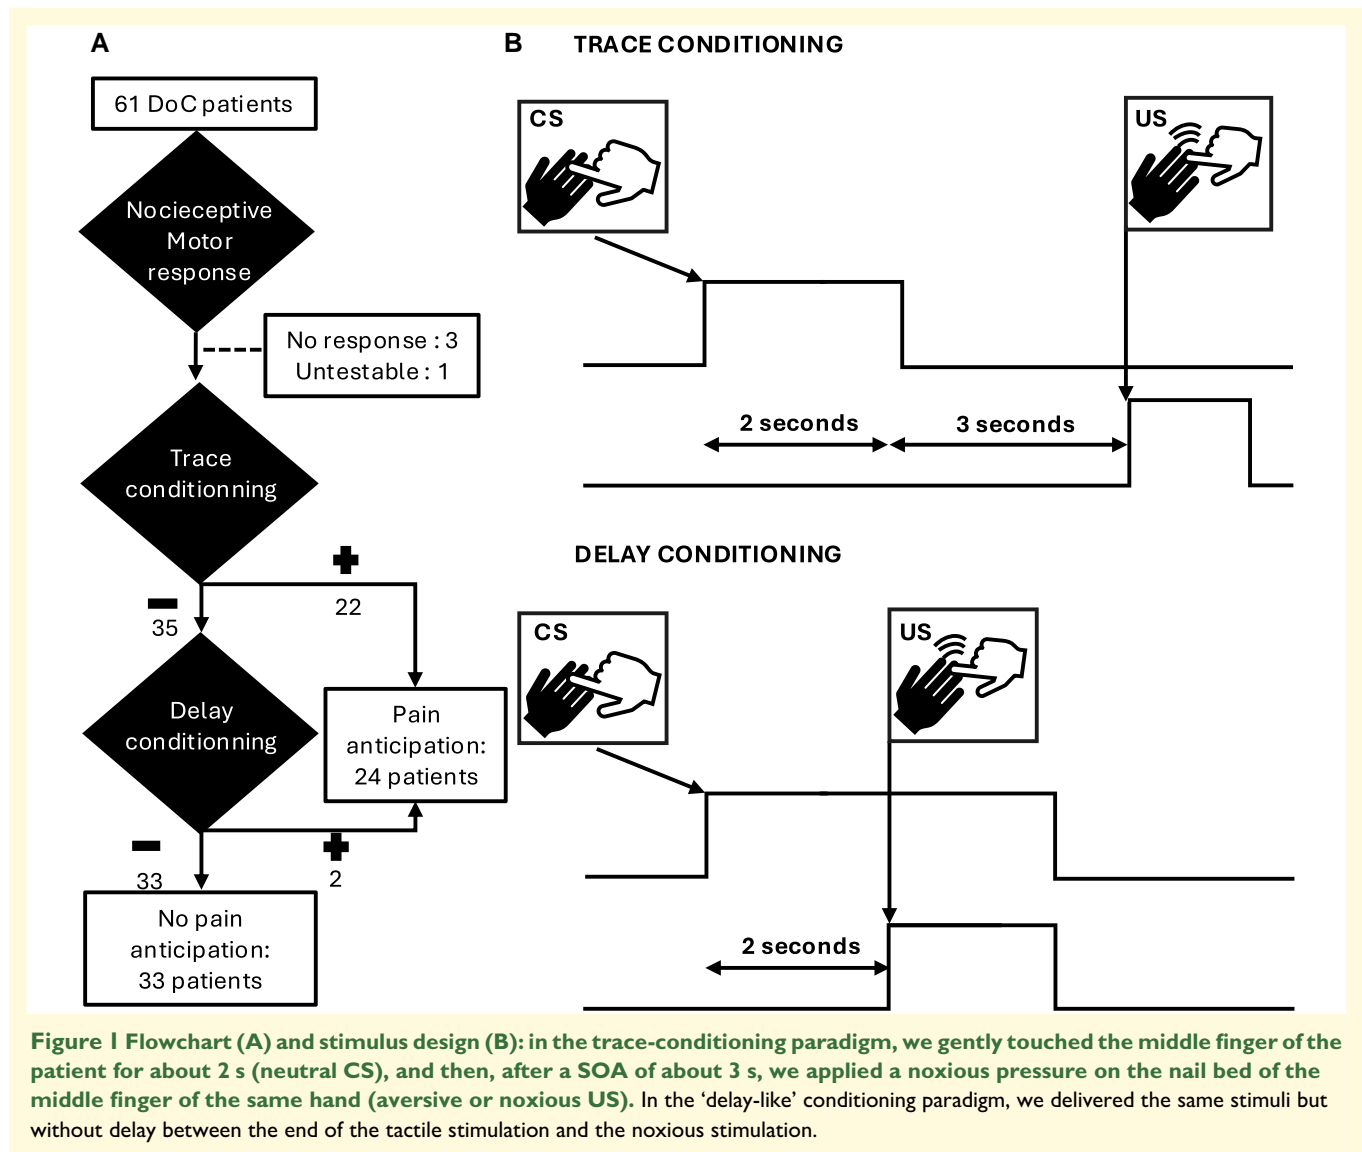 A
61 DoC patients
Nocieceptive
Motor
response
No response : 3
Untestable : 1
Trace
conditionning
35
22
Delay
conditionning
Pain
anticipation:
24 patients
33
2
No pain
anticipation:
33 patients
B
TRACE CONDITIONING
CS
US
2 seconds
3 seconds
DELAY CONDITIONING
CS
US
2 seconds
Figure 1 Flowchart (A) and stimulus design (B): in the trace-conditioning paradigm, we gently touched the middle finger of the
patient for about 2 s (neutral CS), and then, after a SOA of about 3 s, we applied a noxious pressure on the nail bed of the
middle finger of the same hand (aversive or noxious US). In the ‘delay-like’ conditioning paradigm, we delivered the same stimuli but
without delay between the end of the tactile stimulation and the noxious stimulation.